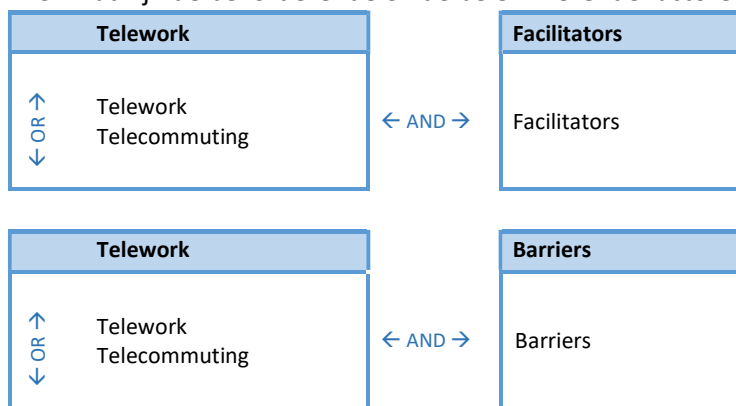 Telework Facilitators
← OR → Telework
Telecommuting ← AND → Facilitators
Telework Barriers
← OR → Telework
Telecommuting ← AND → Barriers